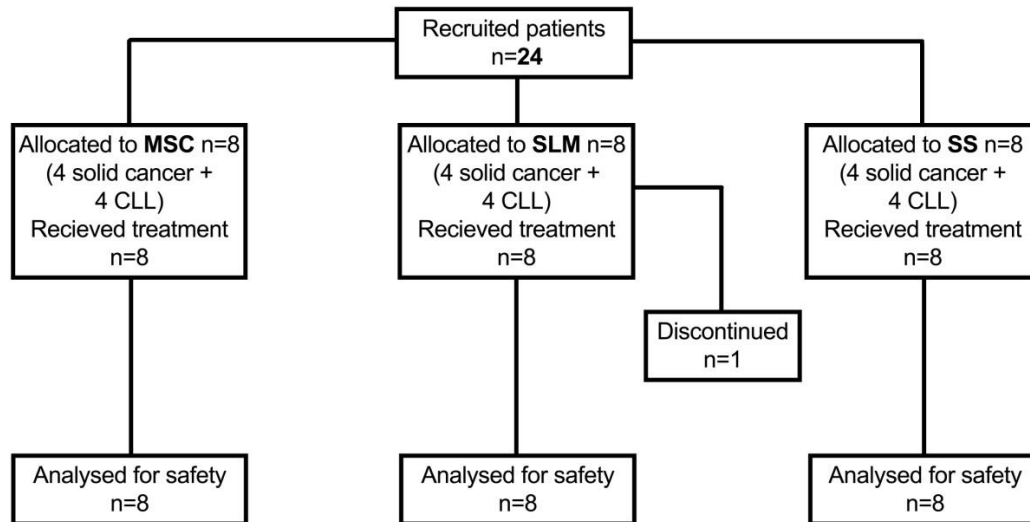 Recruited patients
n=24
Allocated to MSC n=8
(4 solid cancer +
4 CLL)
Recieved treatment
n=8
Allocated to SLM n=8
(4 solid cancer +
4 CLL)
Recieved treatment
n=8
Allocated to SS n=8
(4 solid cancer +
4 CLL)
Recieved treatment
n=8
Discontinued
n=1
Analysed for safety
n=8
Analysed for safety
n=8
Analysed for safety
n=8